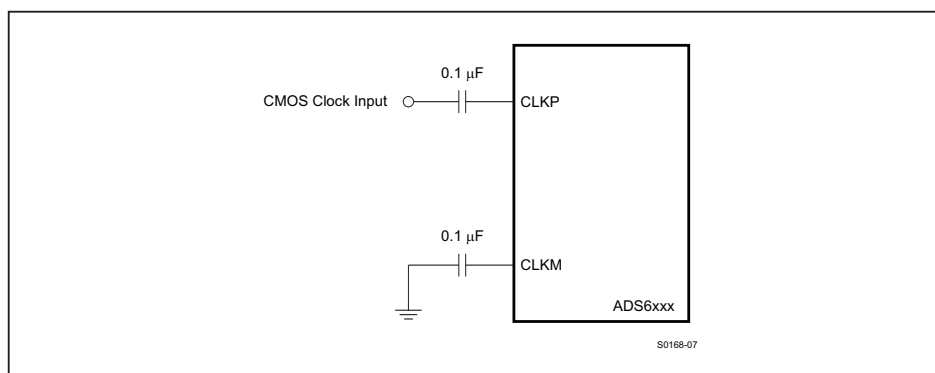 0.1 μF
CMOS Clock Input
CLKP
0.1 μF
CLKM
ADS6xxx
S0168-07